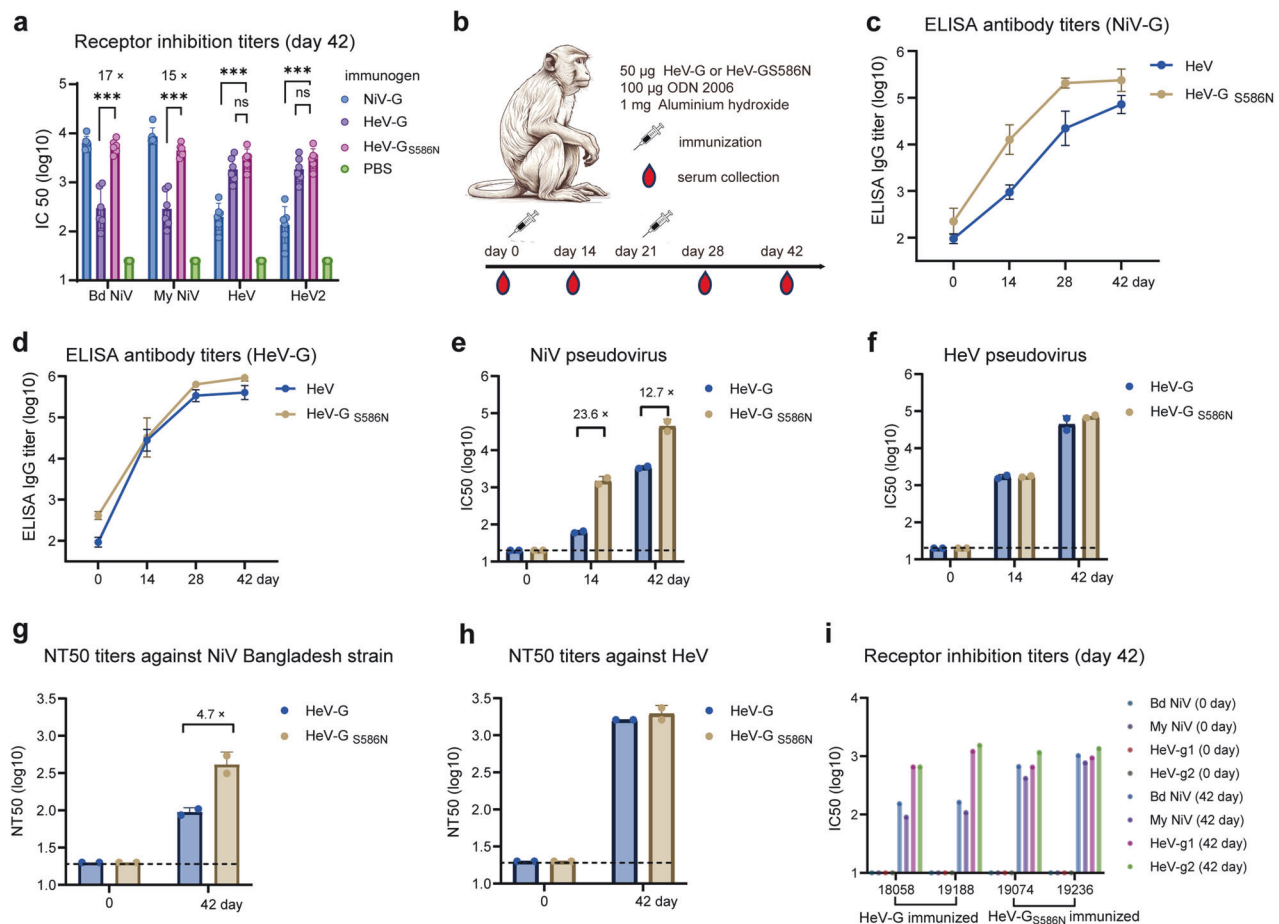 a
Receptor inhibition titers (day 42)
17 ×
15 ×
***
***
***
***
ns
ns
immunogen
NiV-G
HeV-G
HeV-GS586N
PBS
IC 50 (log10)
5
4
3
2
1
Bd NiV
My NiV
HeV
HeV2
b
50 µg HeV-G or HeV-GS586N
100 µg ODN 2006
1 mg Aluminium hydroxide
immunization
serum collection
day 0
day 14
day 21
day 28
day 42
c
ELISA antibody titers (NiV-G)
ELISA IgG titer (log10)
6
5
4
3
2
0
14
28
42 day
HeV
HeV-G S586N
d
ELISA antibody titers (HeV-G)
ELISA IgG titer (log10)
6
5
4
3
2
0
14
28
42 day
HeV
HeV-G S586N
e
NiV pseudovirus
IC50 (log10)
6
5
4
3
2
1
23.6 ×
12.7 ×
0
14
42 day
HeV-G
HeV-G S586N
f
HeV pseudovirus
IC50 (log10)
6
5
4
3
2
1
0
14
42 day
HeV-G
HeV-G S586N
g
NT50 titers against NiV Bangladesh strain
NT50 (log10)
3.5
3.0
2.5
2.0
1.5
1.0
4.7 ×
0
42 day
HeV-G
HeV-G S586N
h
NT50 titers against HeV
NT50 (log10)
3.5
3.0
2.5
2.0
1.5
1.0
0
42 day
HeV-G
HeV-G S586N
i
Receptor inhibition titers (day 42)
IC50 (log10)
4
3
2
1
18058
19188
19074
19236
HeV-G immunized
HeV-GS586N immunized
Bd NiV (0 day)
My NiV (0 day)
HeV-g1 (0 day)
HeV-g2 (0 day)
Bd NiV (42 day)
My NiV (42 day)
HeV-g1 (42 day)
HeV-g2 (42 day)